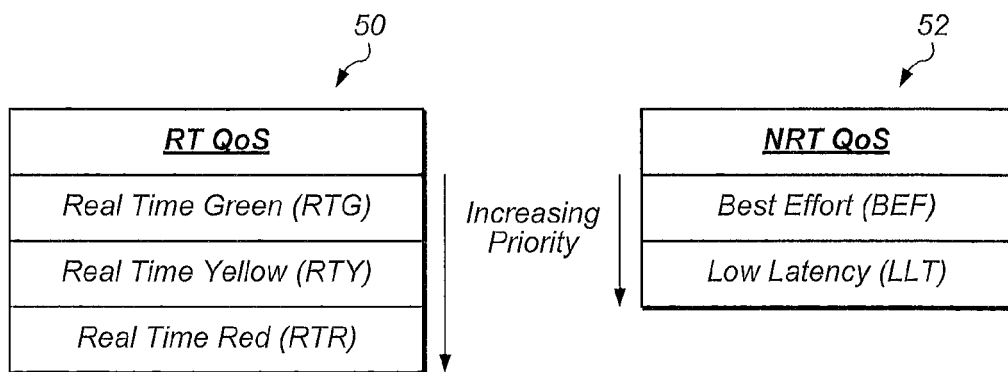 50
52
RT QoS
Real Time Green (RTG)
Real Time Yellow (RTY)
Real Time Red (RTR)
Increasing
Priority
NRT QoS
Best Effort (BEF)
Low Latency (LLT)